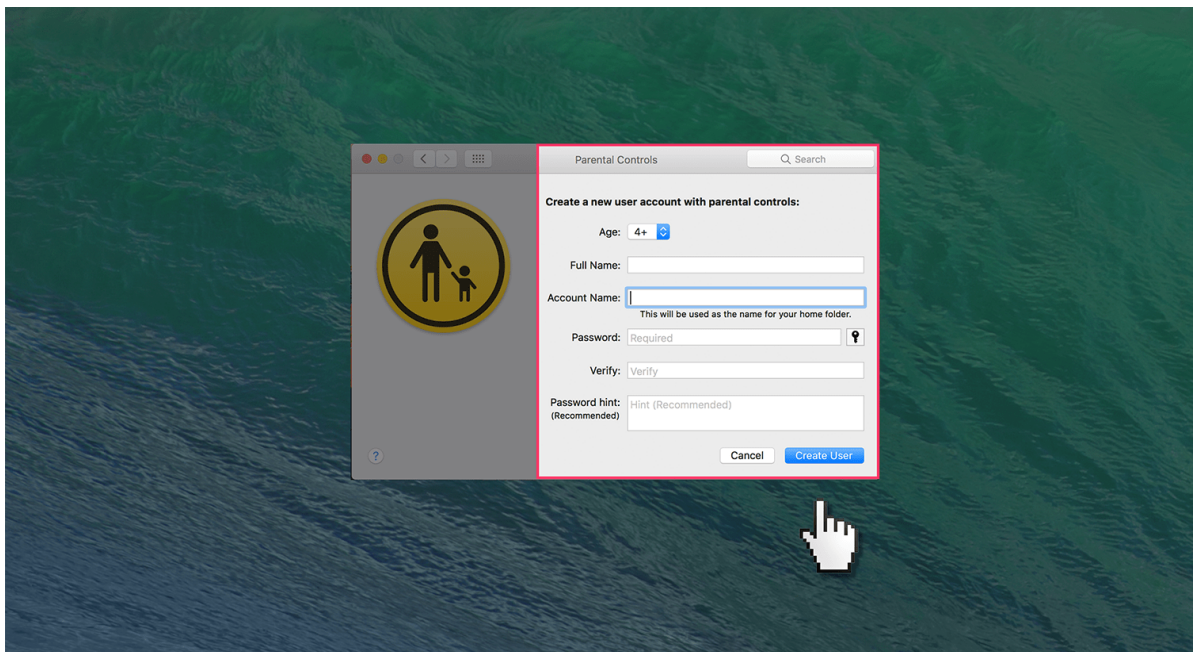 Parental Controls
Search
Create a new user account with parental controls:
Age: 4+
Full Name:
Account Name:
This will be used as the name for your home folder.
Password: Required
Verify: Verify
Password hint: Hint (Recommended)
(Recommended)
Cancel Create User
?